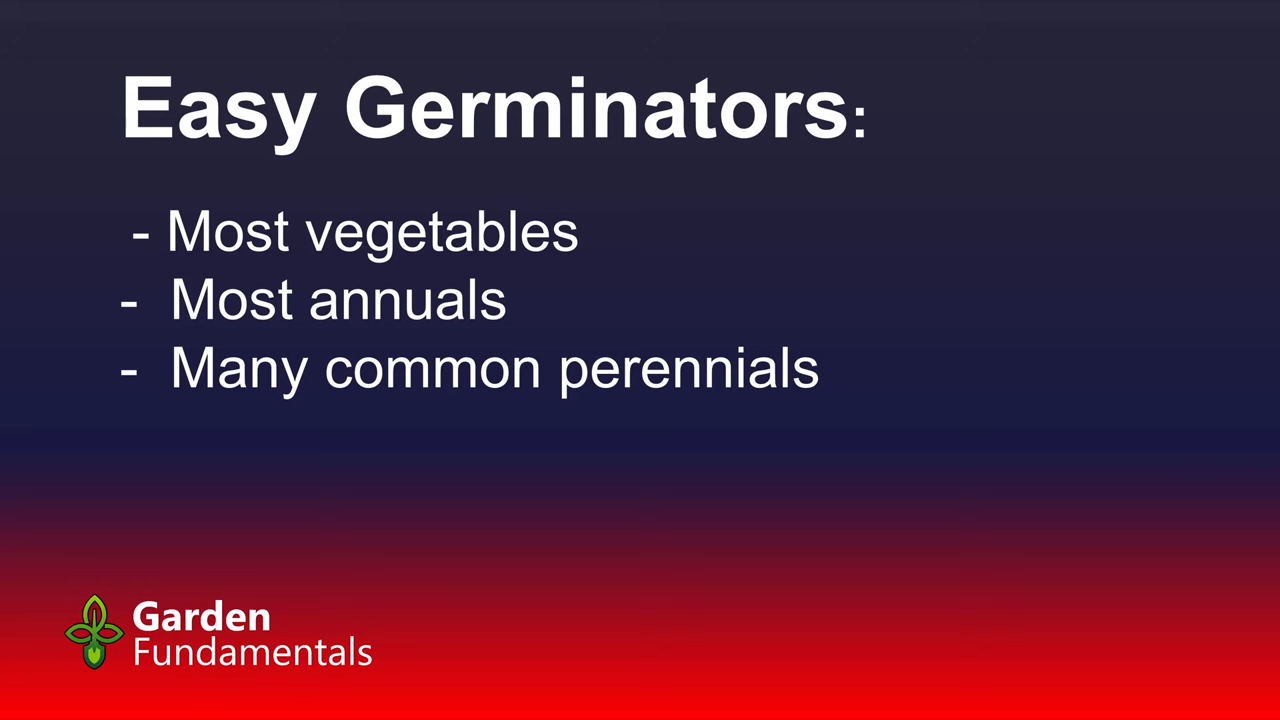 Easy Germinators:
- Most vegetables
- Most annuals
- Many common perennials
Garden
Fundamentals